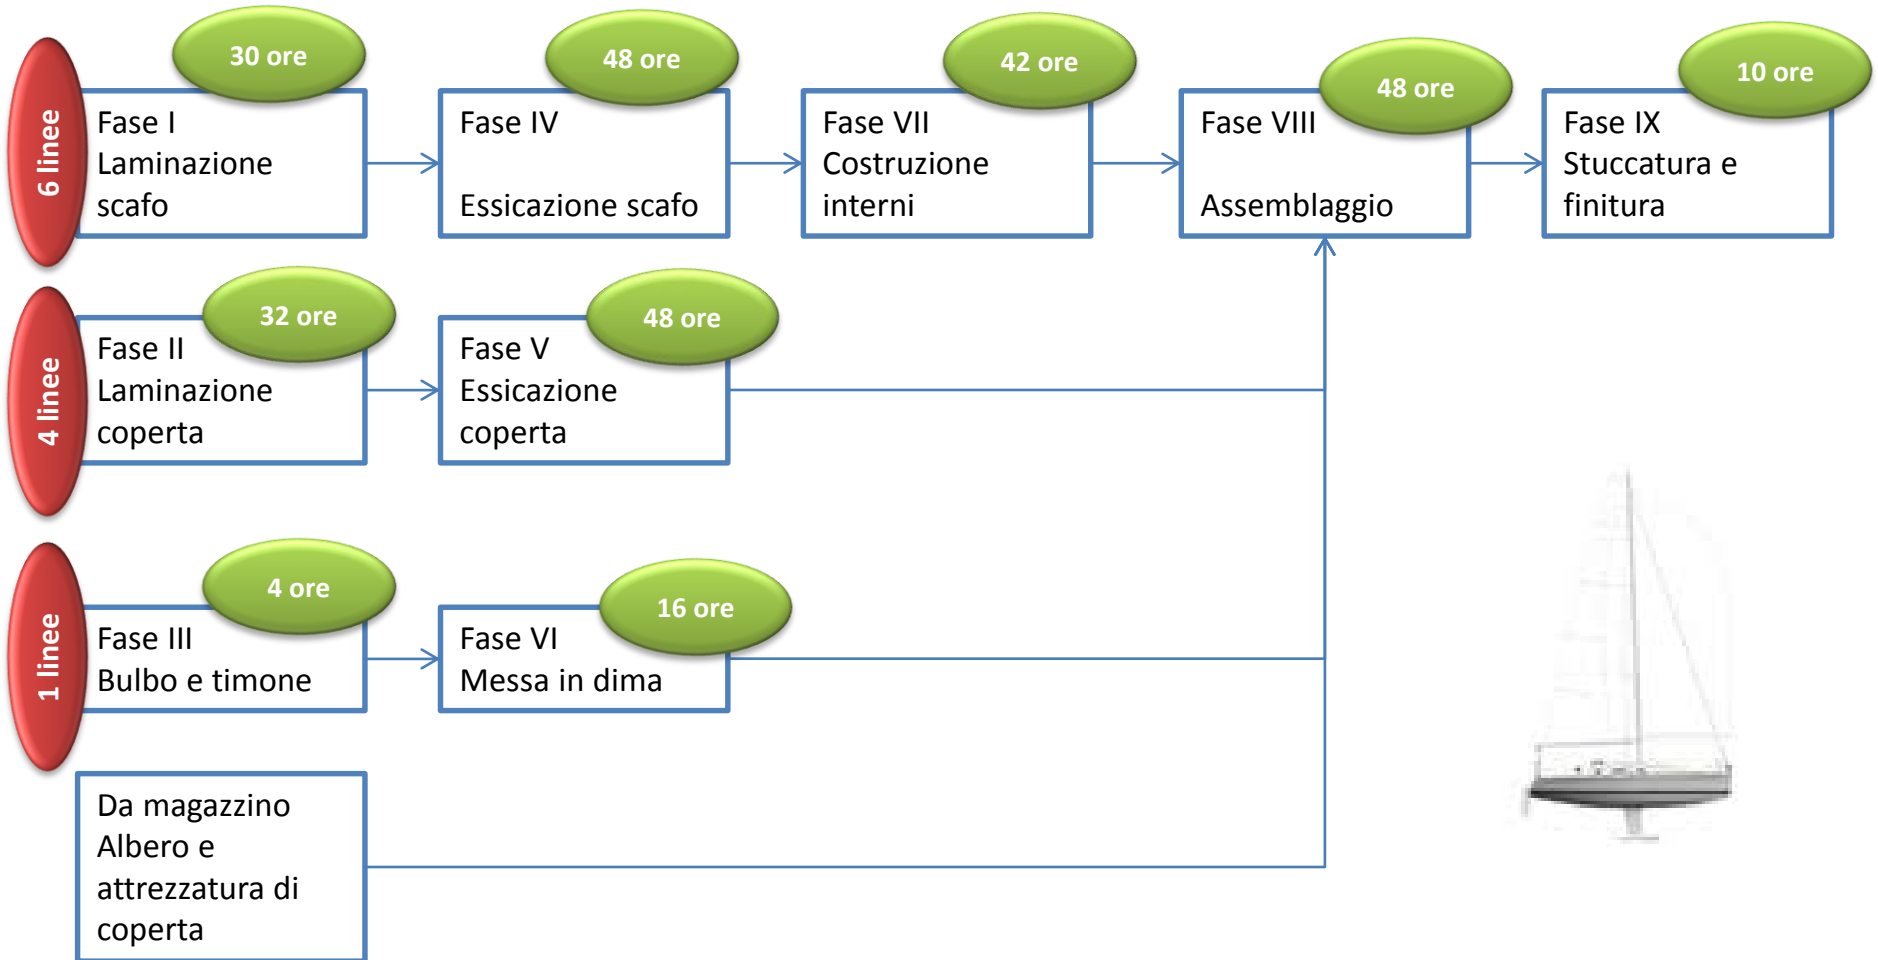 6 linee
30 ore
Fase I
Laminazione
scafo
48 ore
Fase IV
Essicazione scafo
42 ore
Fase VII
Costruzione
interni
48 ore
Fase VIII
Assemblaggio
10 ore
Fase IX
Stuccatura e
finitura
4 linee
32 ore
Fase II
Laminazione
coperta
48 ore
Fase V
Essicazione
coperta
1 linee
4 ore
Fase III
Bulbo e timone
16 ore
Fase VI
Messa in dima
Da magazzino
Albero e
attrezzatura di
coperta